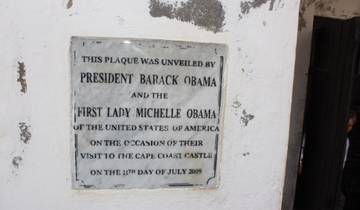 THIS PLAQUE WAS UNVEILED BY
PRESIDENT BARACK OBAMA
AND THE
FIRST LADY MICHELLE OBAMA
OF THE UNITED STATES OF AMERICA
ON THE OCCASION OF THEIR
VISIT TO THE CAPE COAST CASTLE
ON THE 11TH DAY OF JULY 2009